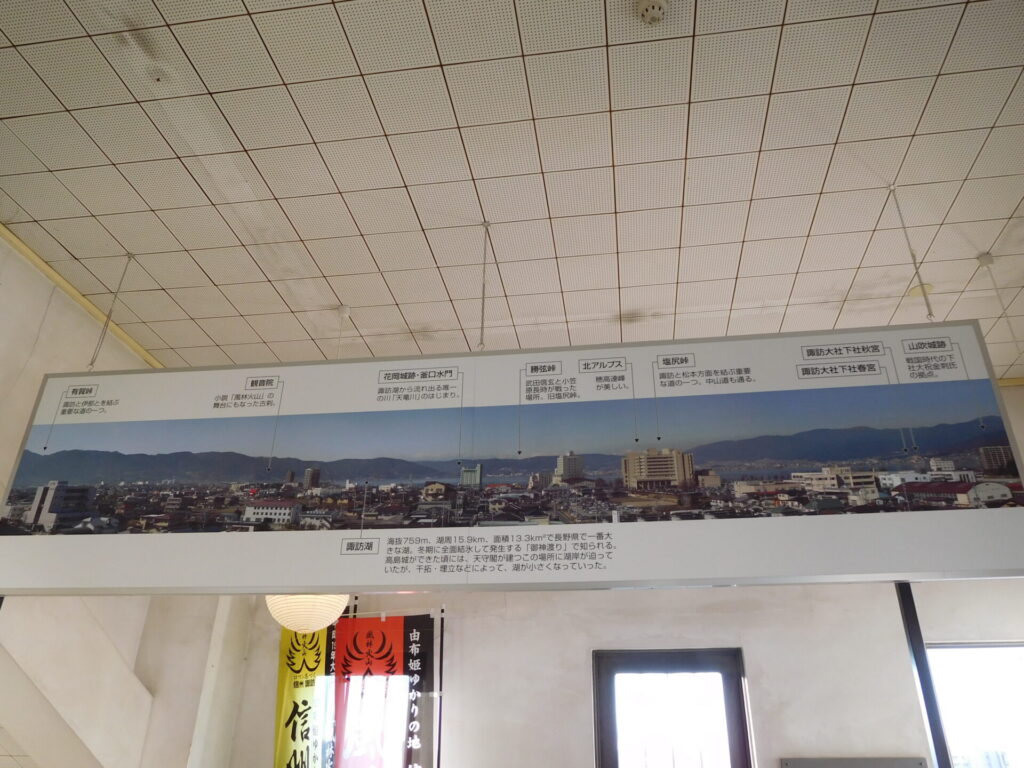 有賀峠
諏訪と伊那とを結ぶ
重要な道の一つ。
観音院
小説「風林火山」の
舞台にもなった古刹。
花岡城跡・釜口水門
諏訪湖から流れ出る唯一
の川「天竜川」のはじまり。
勝弦峠
武田信玄と小笠
原長時が戦った
場所。旧塩尻峠。
北アルプス
穂高連峰
が美しい。
塩尻峠
諏訪と松本方面を結ぶ重要
な道の一つ。中山道も通る。
諏訪大社下社秋宮
諏訪大社下社春宮
山吹城跡
戦国時代の下
社大祝金刺氏
の拠点。
諏訪湖
海抜759m、湖周15.9km、面積13.3km²で長野県で一番大
きな湖。冬期に全面結氷して発生する「御神渡り」で知られる。
高島城ができた頃には、天守閣が建つこの場所に湖岸が迫って
いたが、干拓・埋立などによって、湖が小さくなっていった。
信州 諏訪
信州
風林火山
由布姫ゆかりの地